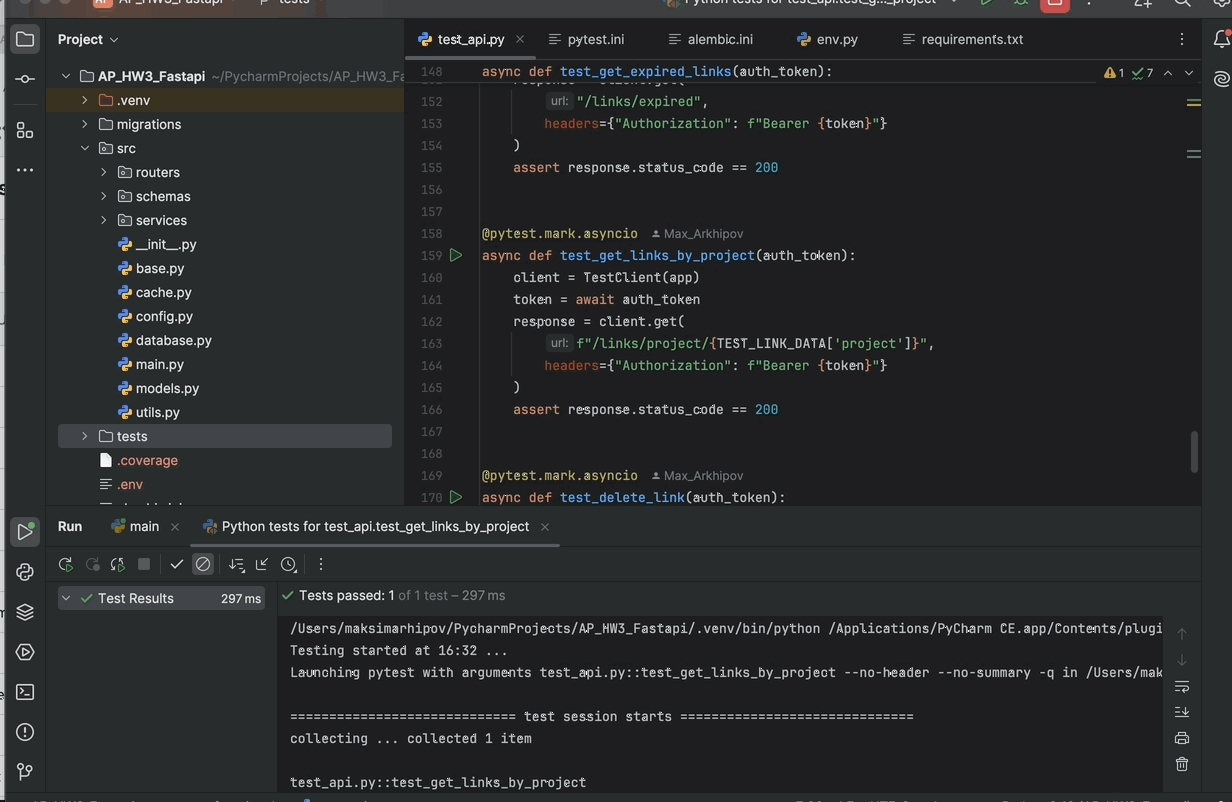 AP_HW3_Fastapi
tests
Python tests for test_api.test_g..._project
Project
AP_HW3_Fastapi ~/PycharmProjects/AP_HW3_Fa
.venv
migrations
src
routers
schemas
services
__init__.py
base.py
cache.py
config.py
database.py
main.py
models.py
utils.py
tests
.coverage
.env
test_api.py
pytest.ini
alembic.ini
env.py
requirements.txt
148 async def test_get_expired_links(auth_token):
1 7
152 url: "/links/expired",
153 headers={"Authorization": f"Bearer {token}"}
154 )
155 assert response.status_code == 200
156
157
158 @pytest.mark.asyncio Max_Arkhipov
159 async def test_get_links_by_project(auth_token):
160 client = TestClient(app)
161 token = await auth_token
162 response = client.get(
163 url: f"/links/project/{TEST_LINK_DATA['project']}",
164 headers={"Authorization": f"Bearer {token}"}
165 )
166 assert response.status_code == 200
167
168
169 @pytest.mark.asyncio Max_Arkhipov
170 async def test_delete_link(auth_token):
Run main Python tests for test_api.test_get_links_by_project
Test Results 297 ms
Tests passed: 1 of 1 test – 297 ms
/Users/maksimarhipov/PycharmProjects/AP_HW3_Fastapi/.venv/bin/python /Applications/PyCharm CE.app/Contents/plugi
Testing started at 16:32 ...
Launching pytest with arguments test_api.py::test_get_links_by_project --no-header --no-summary -q in /Users/mak
============================= test session starts ==============================
collecting ... collected 1 item
test_api.py::test_get_links_by_project